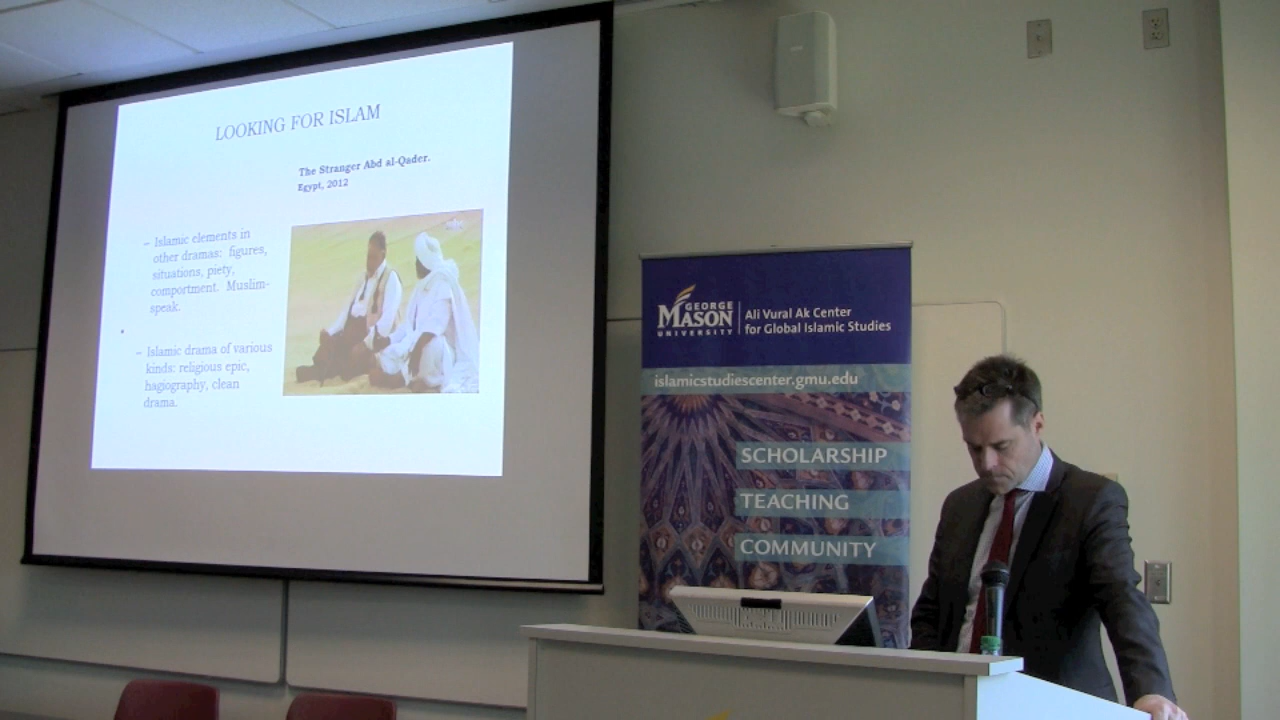 LOOKING FOR ISLAM
The Stranger Abd al-Qader.
Egypt, 2012
– Islamic elements in
other dramas: figures,
situations, piety,
comportment. Muslim-
speak.
– Islamic drama of various
kinds: religious epic,
hagiography, clean
drama.
GEORGE
MASON
UNIVERSITY
Ali Vural Ak Center
for Global Islamic Studies
islamicstudiescenter.gmu.edu
SCHOLARSHIP
TEACHING
COMMUNITY